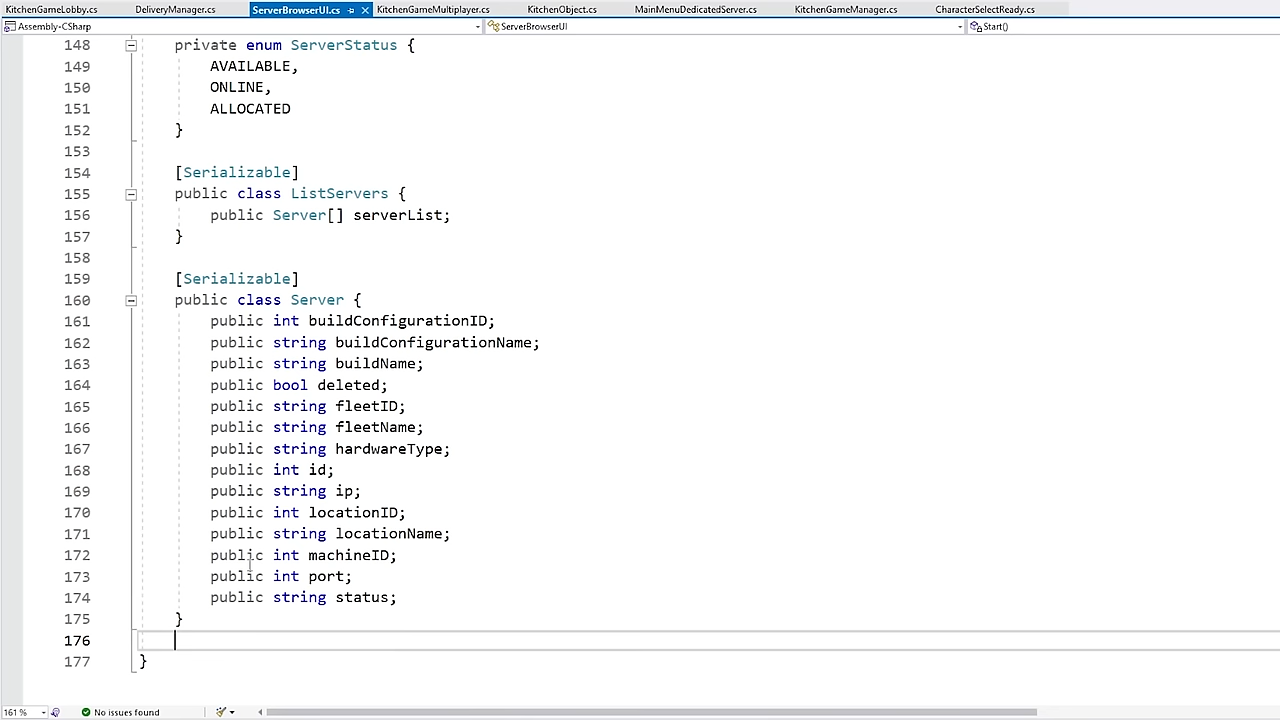 KitchenGameLobby.cs DeliveryManager.cs ServerBrowserUI.cs KitchenGameMultiplayer.cs KitchenObject.cs MainMenuDedicatedServer.cs KitchenGameManager.cs CharacterSelectReady.cs
Assembly-CSharp ServerBrowserUI Start()
148 private enum ServerStatus {
149 AVAILABLE,
150 ONLINE,
151 ALLOCATED
152 }
153
154 [Serializable]
155 public class ListServers {
156 public Server[] serverList;
157 }
158
159 [Serializable]
160 public class Server {
161 public int buildConfigurationID;
162 public string buildConfigurationName;
163 public string buildName;
164 public bool deleted;
165 public string fleetID;
166 public string fleetName;
167 public string hardwareType;
168 public int id;
169 public string ip;
170 public int locationID;
171 public string locationName;
172 public int machineID;
173 public int port;
174 public string status;
175 }
176
177 }
161 % No issues found